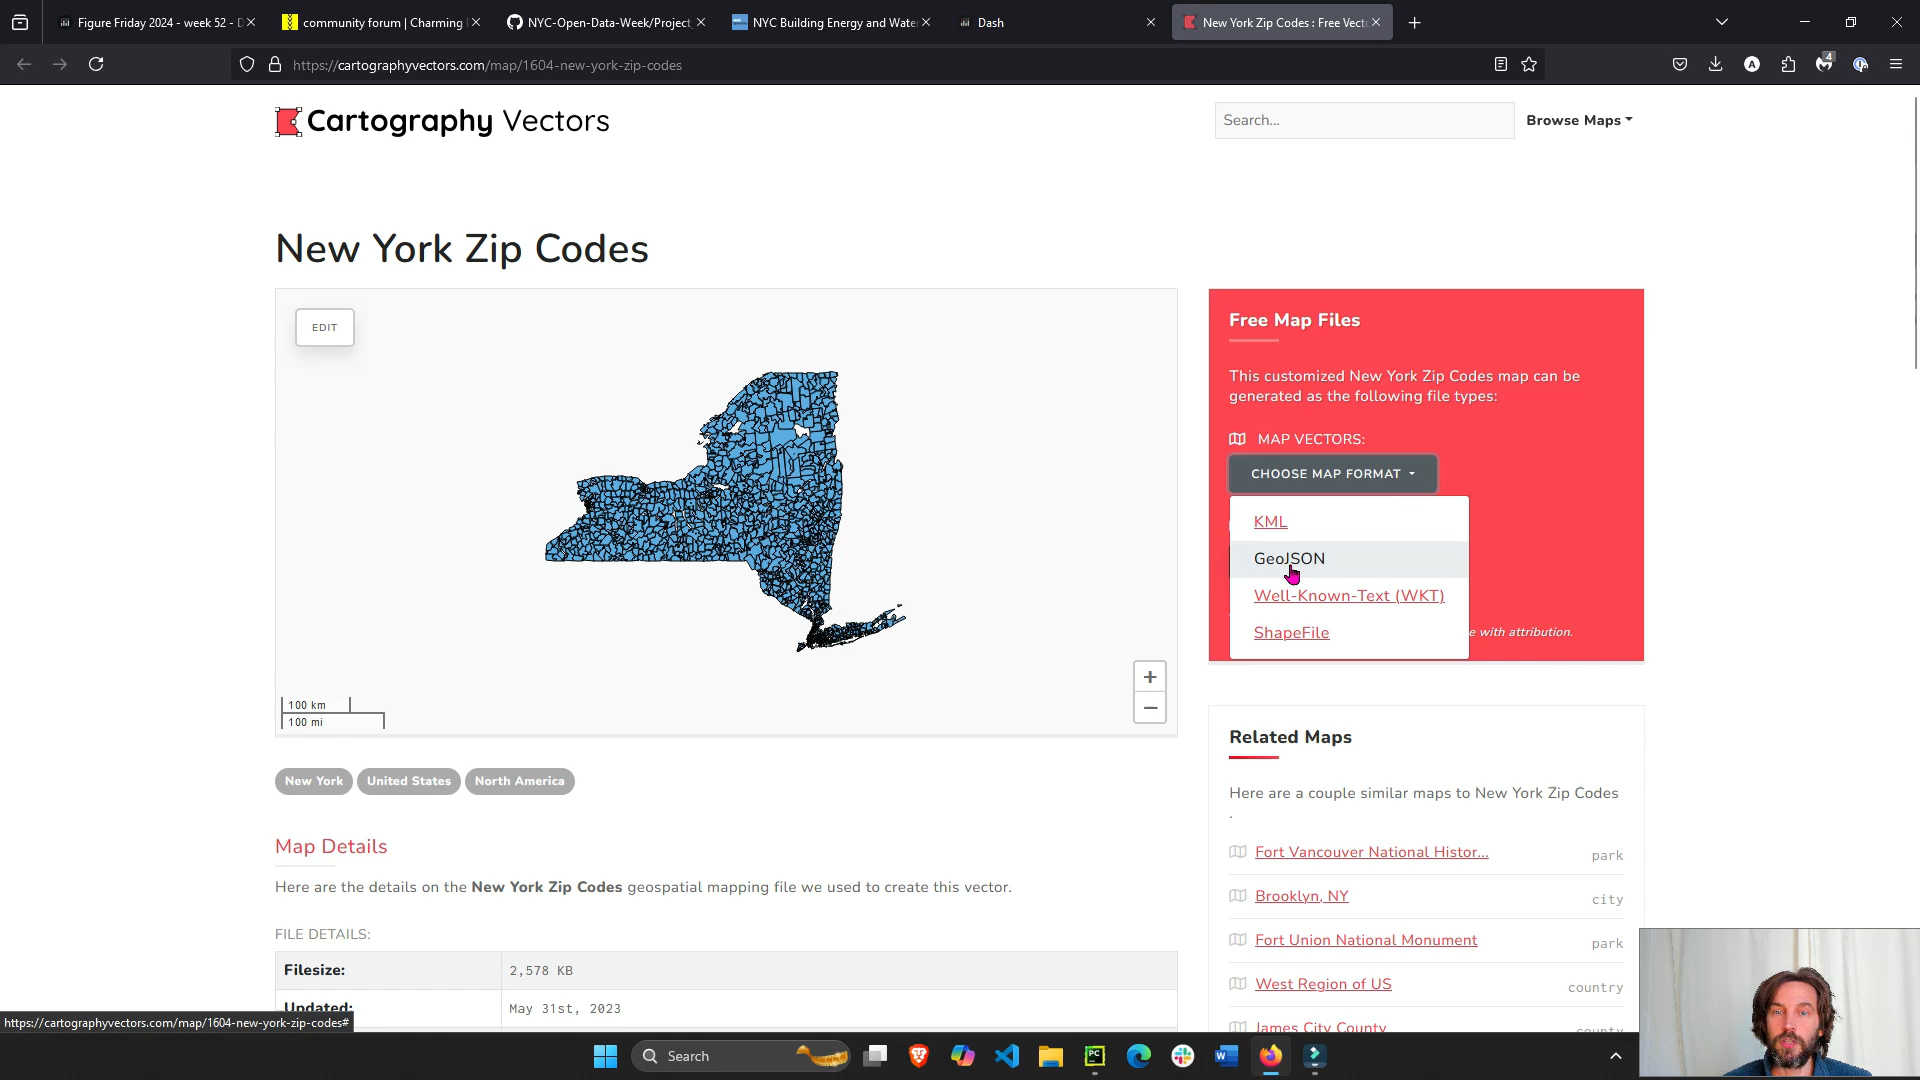 Figure Friday 2024 - week 52 - D
community forum | Charming
NYC-Open-Data-Week/Project
NYC Building Energy and Wate
Dash
New York Zip Codes : Free Vect
https://cartographyvectors.com/map/1604-new-york-zip-codes
4
Cartography Vectors
Search...
Browse Maps
New York Zip Codes
EDIT
100 km
100 mi
+
−
Free Map Files
This customized New York Zip Codes map can be
generated as the following file types:
MAP VECTORS:
CHOOSE MAP FORMAT
KML
GeoJSON
Well-Known-Text (WKT)
ShapeFile
e with attribution.
New York
United States
North America
Map Details
Here are the details on the New York Zip Codes geospatial mapping file we used to create this vector.
FILE DETAILS:
Filesize: 2,578 KB
Updated: May 31st, 2023
Related Maps
Here are a couple similar maps to New York Zip Codes
.
Fort Vancouver National Histor... park
Brooklyn, NY city
Fort Union National Monument park
West Region of US country
James City County county
https://cartographyvectors.com/map/1604-new-york-zip-codes#
Search